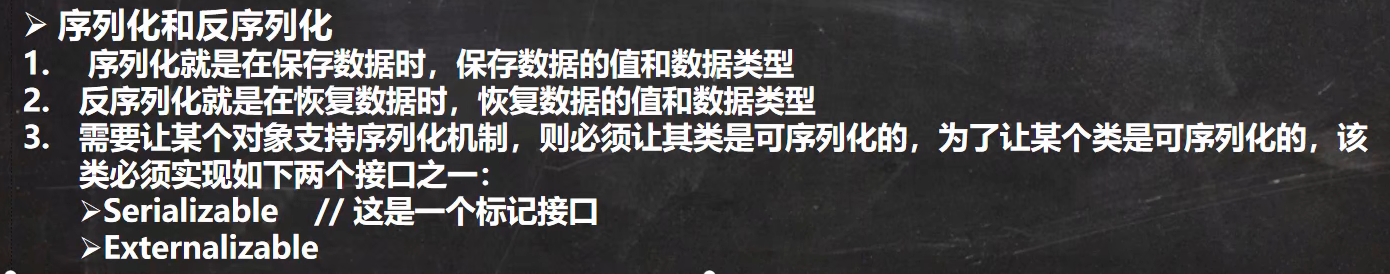 ➢ 序列化和反序列化
1. 序列化就是在保存数据时，保存数据的值和数据类型
2. 反序列化就是在恢复数据时，恢复数据的值和数据类型
3. 需要让某个对象支持序列化机制，则必须让其类是可序列化的，为了让某个类是可序列化的，该
类必须实现如下两个接口之一：
➢Serializable // 这是一个标记接口
➢Externalizable